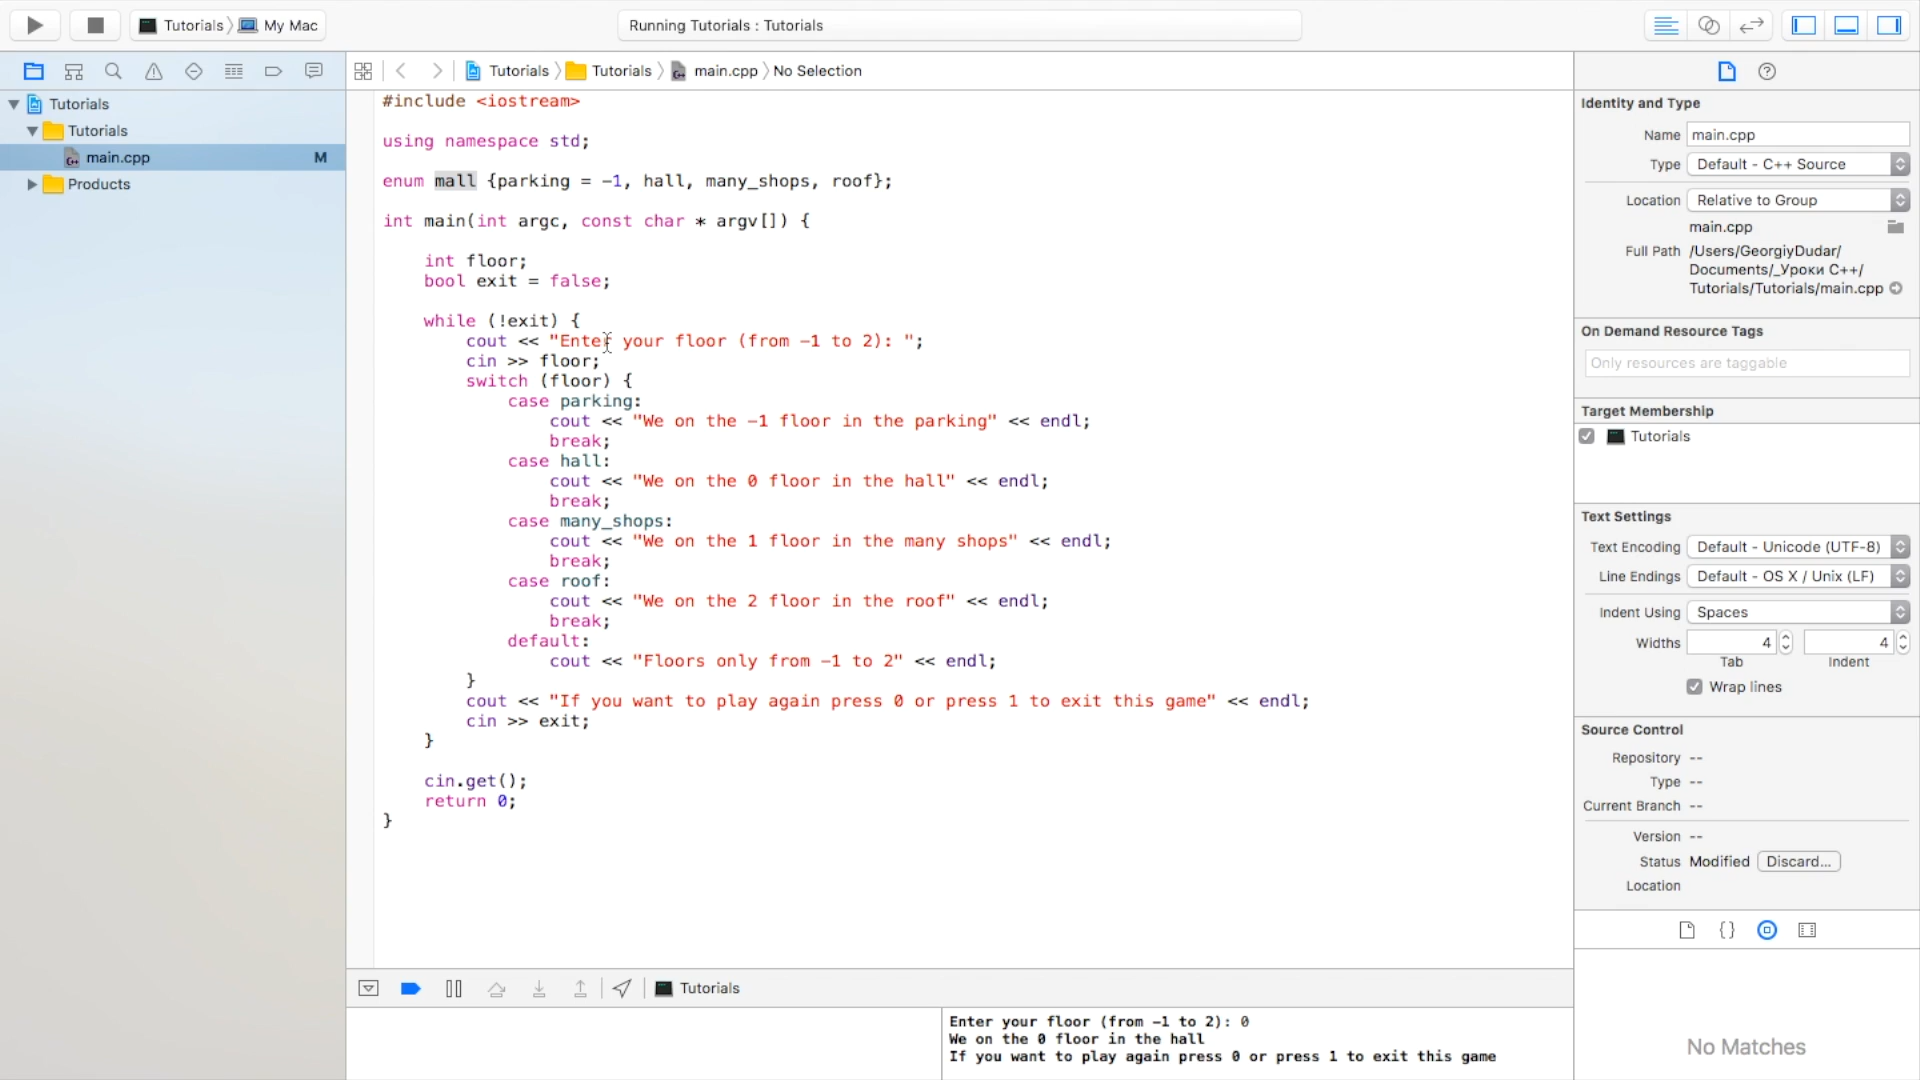 Tutorials
My Mac
Running Tutorials : Tutorials
Tutorials
Tutorials
main.cpp
No Selection
Tutorials
Tutorials
main.cpp
M
Products
#include <iostream>
using namespace std;
enum mall {parking = -1, hall, many_shops, roof};
int main(int argc, const char * argv[]) {
int floor;
bool exit = false;
while (!exit) {
cout << "Enter your floor (from -1 to 2): ";
cin >> floor;
switch (floor) {
case parking:
cout << "We on the -1 floor in the parking" << endl;
break;
case hall:
cout << "We on the 0 floor in the hall" << endl;
break;
case many_shops:
cout << "We on the 1 floor in the many shops" << endl;
break;
case roof:
cout << "We on the 2 floor in the roof" << endl;
break;
default:
cout << "Floors only from -1 to 2" << endl;
}
cout << "If you want to play again press 0 or press 1 to exit this game" << endl;
cin >> exit;
}
cin.get();
return 0;
}
Tutorials
Enter your floor (from -1 to 2): 0
We on the 0 floor in the hall
If you want to play again press 0 or press 1 to exit this game
Identity and Type
Name main.cpp
Type Default - C++ Source
Location Relative to Group
main.cpp
Full Path /Users/GeorgiyDudar/
Documents/_Уроки C++/
Tutorials/Tutorials/main.cpp
On Demand Resource Tags
Only resources are taggable
Target Membership
Tutorials
Text Settings
Text Encoding Default - Unicode (UTF-8)
Line Endings Default - OS X / Unix (LF)
Indent Using Spaces
Widths 4 4
Tab Indent
Wrap lines
Source Control
Repository --
Type --
Current Branch --
Version --
Status Modified Discard...
Location
{}
No Matches